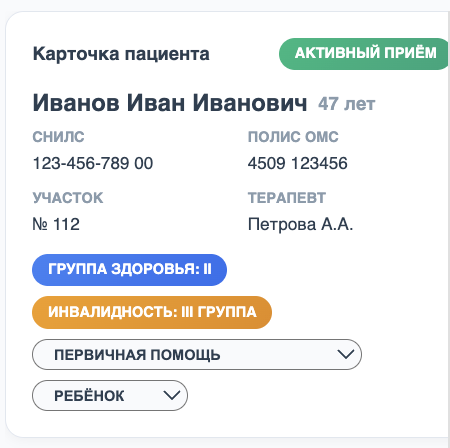 Карточка пациента
АКТИВНЫЙ ПРИЁМ
Иванов Иван Иванович 47 лет
СНИЛС
ПОЛИС ОМС
123-456-789 00
4509 123456
УЧАСТОК
ТЕРАПЕВТ
№ 112
Петрова А.А.
ГРУППА ЗДОРОВЬЯ: II
ИНВАЛИДНОСТЬ: III ГРУППА
ПЕРВИЧНАЯ ПОМОЩЬ
РЕБЁНОК